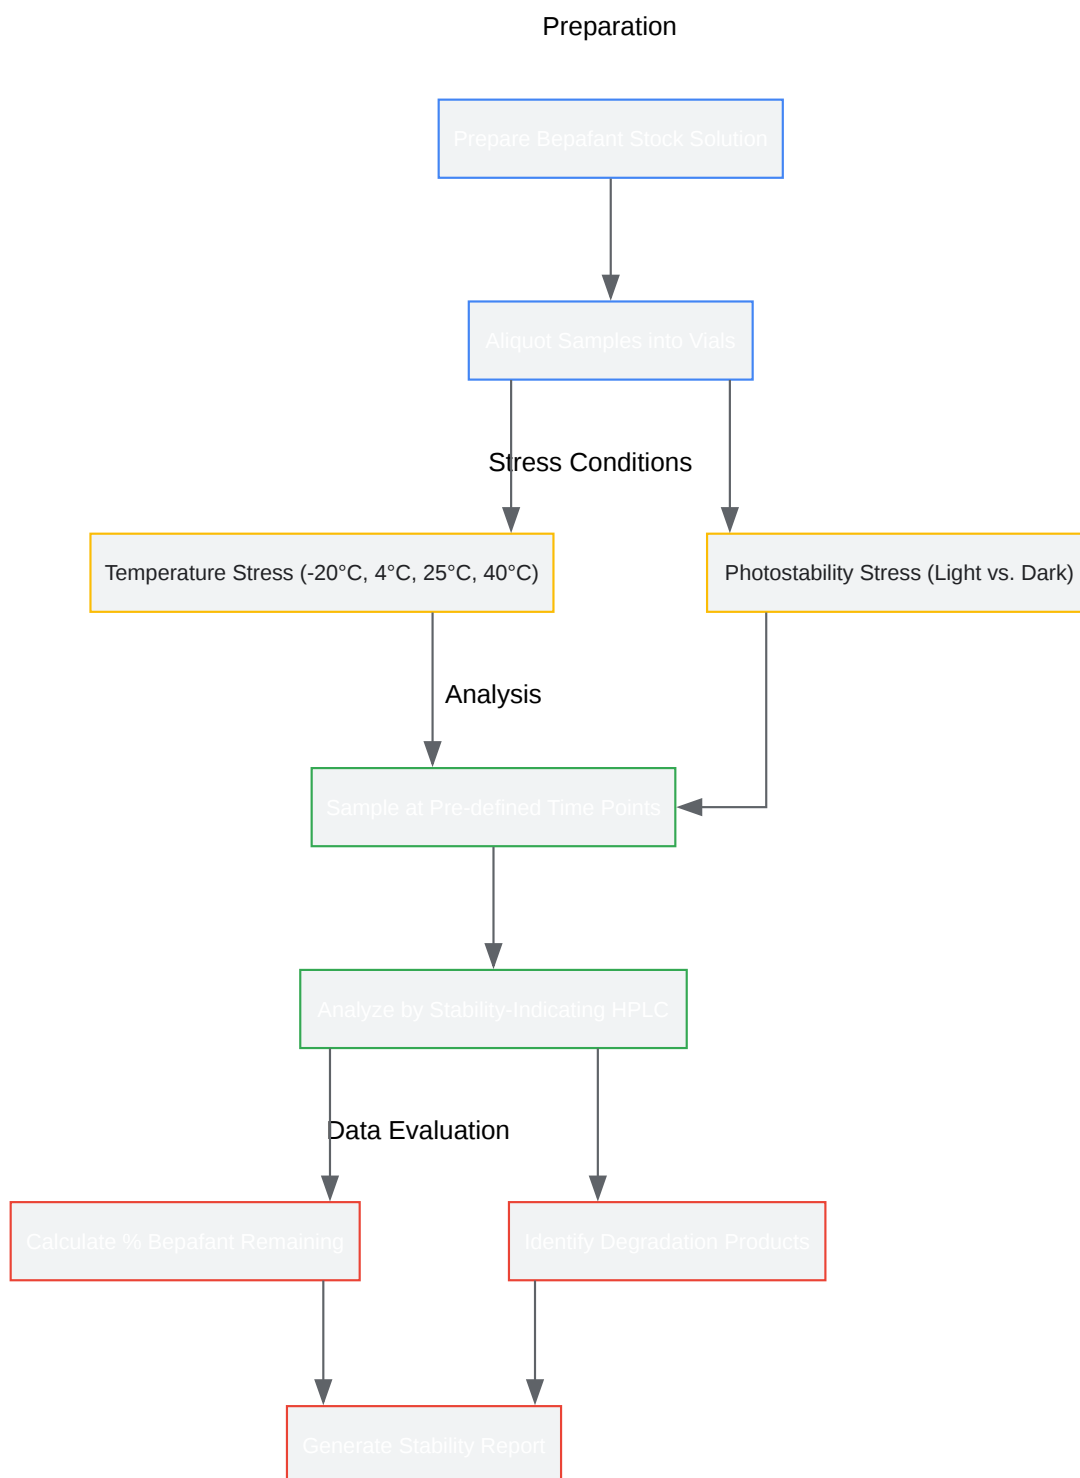 Preparation
Prepare Bepafant Stock Solution
Aliquot Samples into Vials
Stress Conditions
Temperature Stress (-20°C, 4°C, 25°C, 40°C)
Photostability Stress (Light vs. Dark)
Analysis
Sample at Pre-defined Time Points
Analyze by Stability-Indicating HPLC
Data Evaluation
Calculate % Bepafant Remaining
Identify Degradation Products
Generate Stability Report